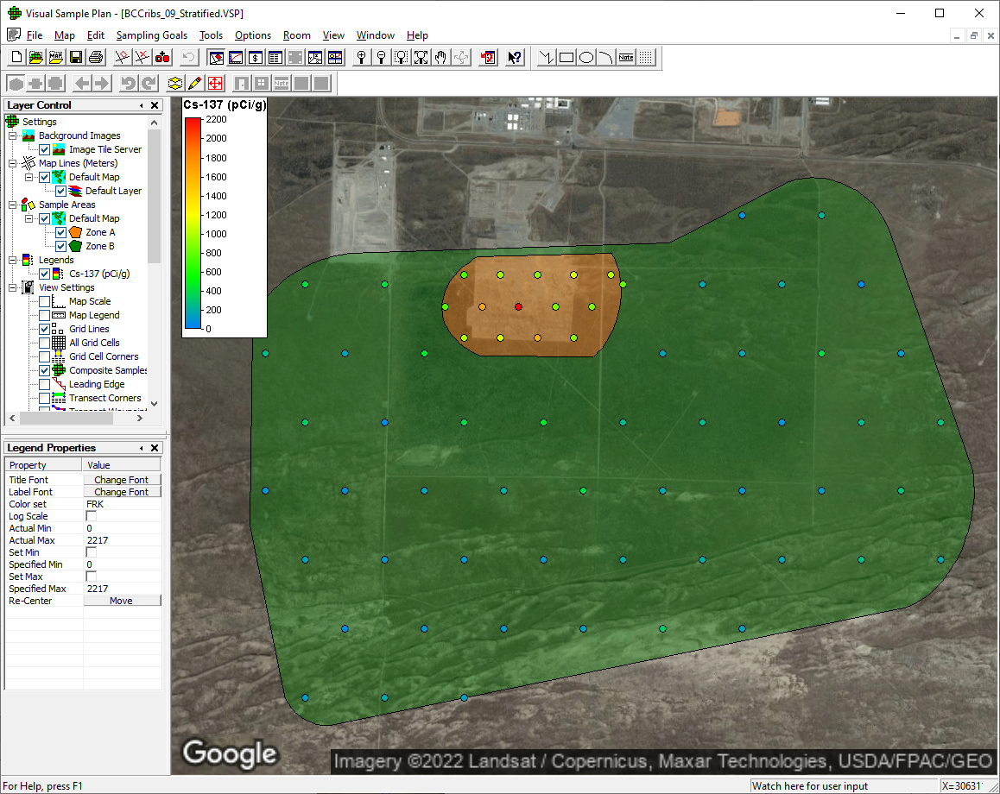 Visual Sample Plan - [BCCribs_09_Stratified.VSP]
File Map Edit Sampling Goals Tools Options Room View Window Help
MAP
Note
Note
Layer Control
Settings
Background Images
Image Tile Server
Map Lines (Meters)
Default Map
Default Layer
Sample Areas
Default Map
Zone A
Zone B
Legends
Cs-137 (pCi/g)
View Settings
Map Scale
Map Legend
Grid Lines
All Grid Cells
Grid Cell Corners
Composite Samples
Leading Edge
Transect Corners
Legend Properties
Property Value
Title Font Change Font
Label Font Change Font
Color set FRK
Log Scale
Actual Min 0
Actual Max 2217
Set Min
Specified Min 0
Set Max
Specified Max 2217
Re-Center Move
Cs-137 (pCi/g)
2200
2000
1800
1600
1400
1200
1000
800
600
400
200
0
Google
Imagery ©2022 Landsat / Copernicus, Maxar Technologies, USDA/FPAC/GEO
For Help, press F1
Watch here for user input
X=30631